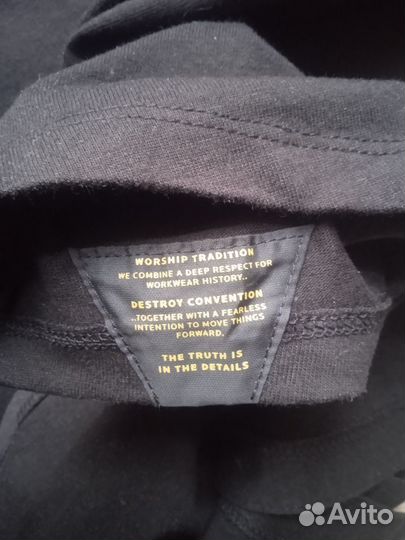 WORSHIP TRADITION
WE COMBINE A DEEP RESPECT FOR
WORKWEAR HISTORY..
DESTROY CONVENTION
..TOGETHER WITH A FEARLESS
INTENTION TO MOVE THINGS
FORWARD.
THE TRUTH IS
IN THE DETAILS
Avito